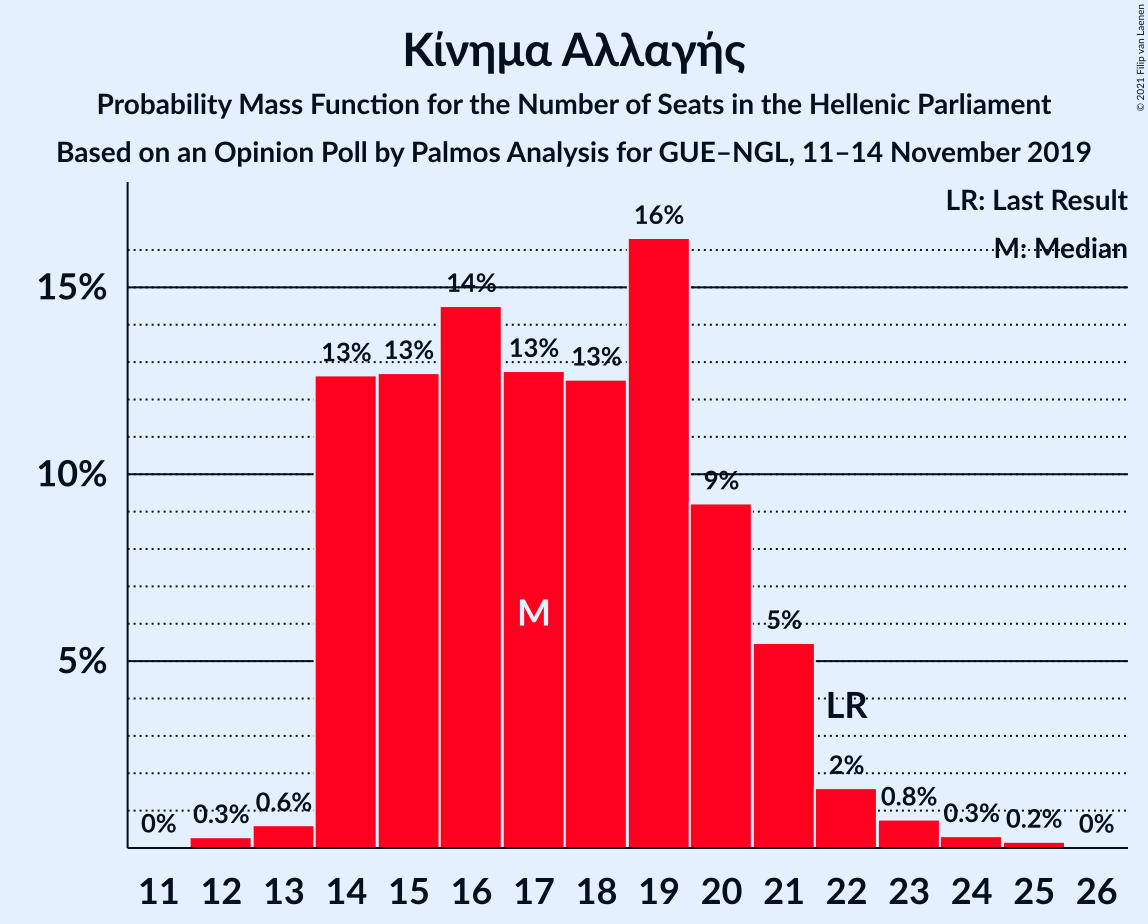 Κίνημα Αλλαγής
Probability Mass Function for the Number of Seats in the Hellenic Parliament
Based on an Opinion Poll by Palmos Analysis for GUE–NGL, 11–14 November 2019
© 2021 Filip van Laenen
LR: Last Result
M: Median
15%
10%
5%
0%
0.3%
0.6%
13%
13%
14%
13%
13%
16%
9%
5%
2%
0.8%
0.3%
0.2%
0%
M
LR
11 12 13 14 15 16 17 18 19 20 21 22 23 24 25 26